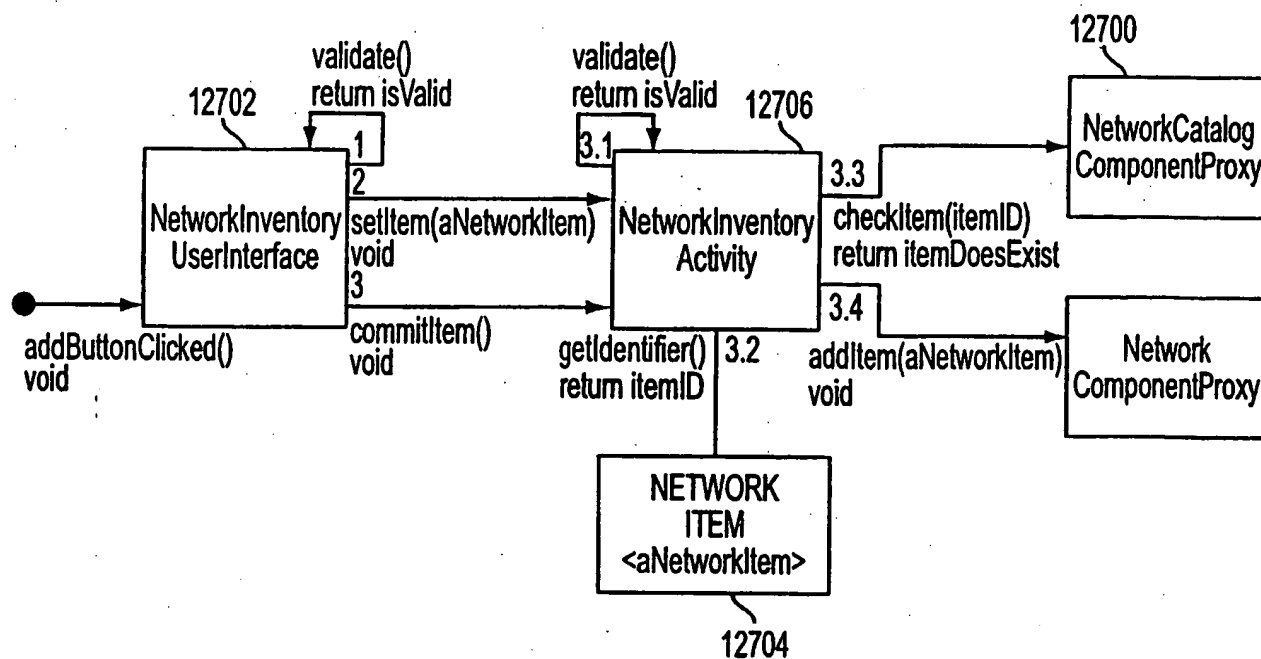 12700
validate()
return isValid
validate()
return isValid
12702
12706
1
3.1
NetworkCatalog
ComponentProxy
2
3.3
NetworkInventory
UserInterface
setItem(aNetworkItem)
void
NetworkInventory
Activity
checkItem(itemID)
return itemDoesExist
3
3.4
addButtonClicked()
void
commitItem()
void
getIdentifier()
return itemID
3.2
addItem(aNetworkItem)
void
Network
ComponentProxy
NETWORK
ITEM
<aNetworkItem>
12704